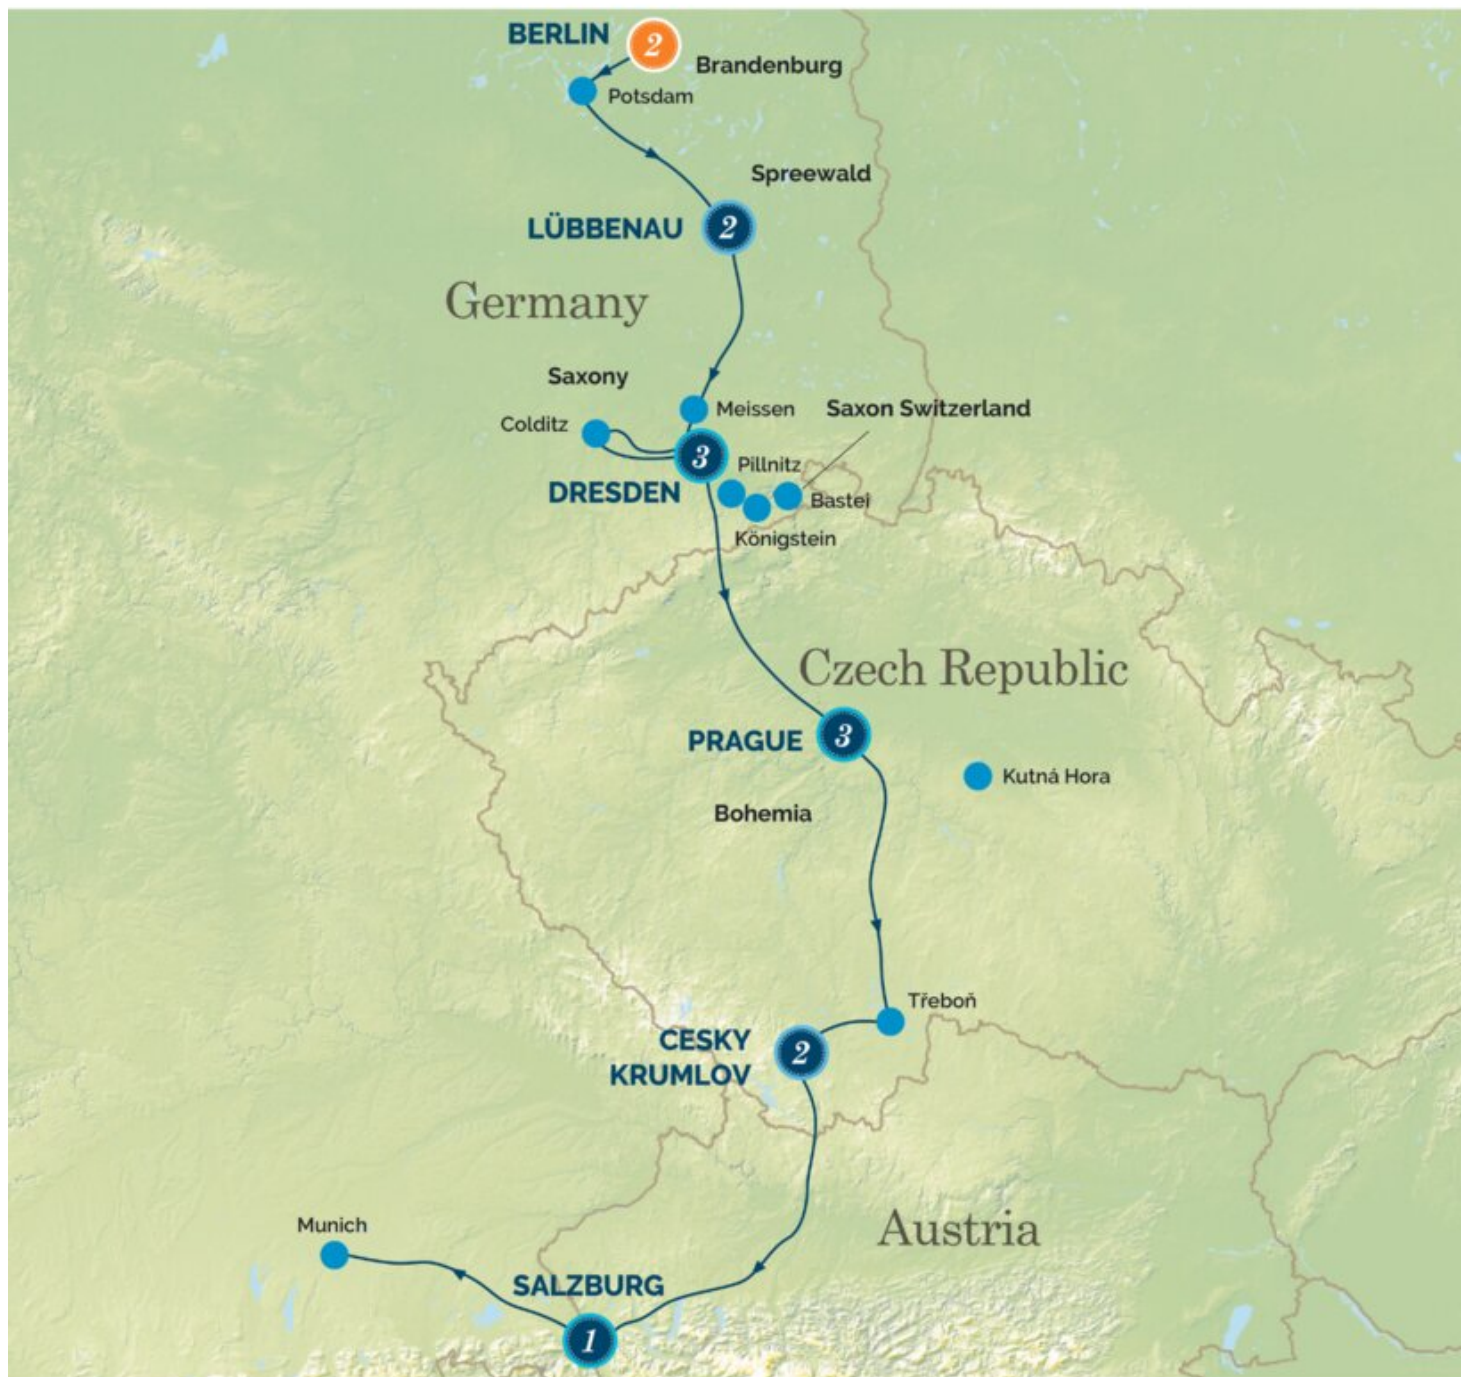 BERLIN
2
Brandenburg
Potsdam
Spreewald
LÜBBENAU
2
Germany
Saxony
Meissen
Saxon Switzerland
Colditz
3
Pillnitz
DRESDEN
Bastei
Königstein
Czech Republic
PRAGUE
3
Kutná Hora
Bohemia
Třeboň
CESKY
KRUMLOV
2
Munich
Austria
SALZBURG
1